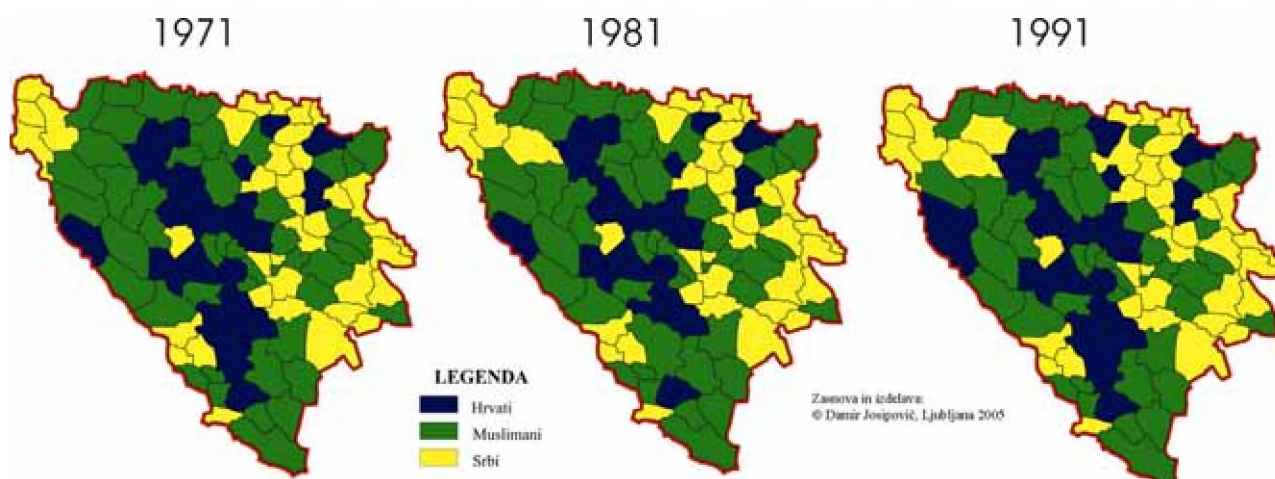 1971
1981
1991
LEGENDA
Hrvati
Muslimani
Srbi
Zasnova in izdelava:
© Damir Josipovič, Ljubljana 2005